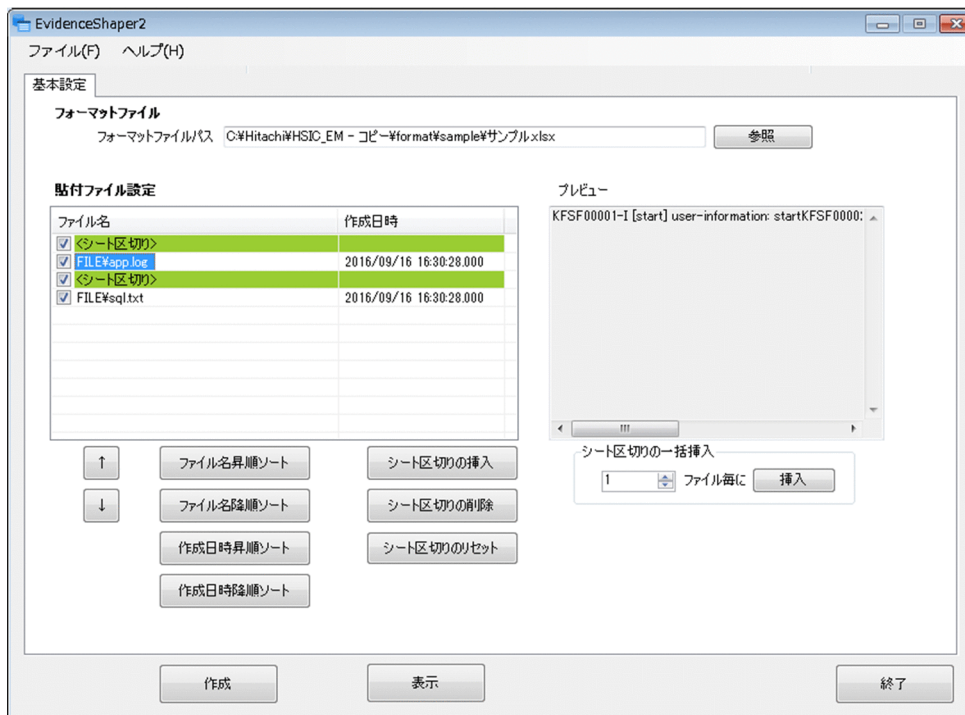 EvidenceShaper2
ファイル(F) ヘルプ(H)
基本設定
フォーマットファイル
フォーマットファイルパス C:¥Hitachi¥HSIC_EM - コピー¥format¥sample¥サンプル.xlsx 参照
貼付ファイル設定 プレビュー
ファイル名 作成日時
<シート区切り>
FILE¥app.log 2016/09/16 16:30:28.000
<シート区切り>
FILE¥sql.txt 2016/09/16 16:30:28.000
KFSF00001-I [start] user-information: startKFSF0000
↑ ファイル名昇順ソート シート区切りの挿入
↓ ファイル名降順ソート シート区切りの削除
作成日時昇順ソート シート区切りのリセット
作成日時降順ソート
シート区切りの一括挿入
1 ファイル毎に 挿入
作成 表示 終了